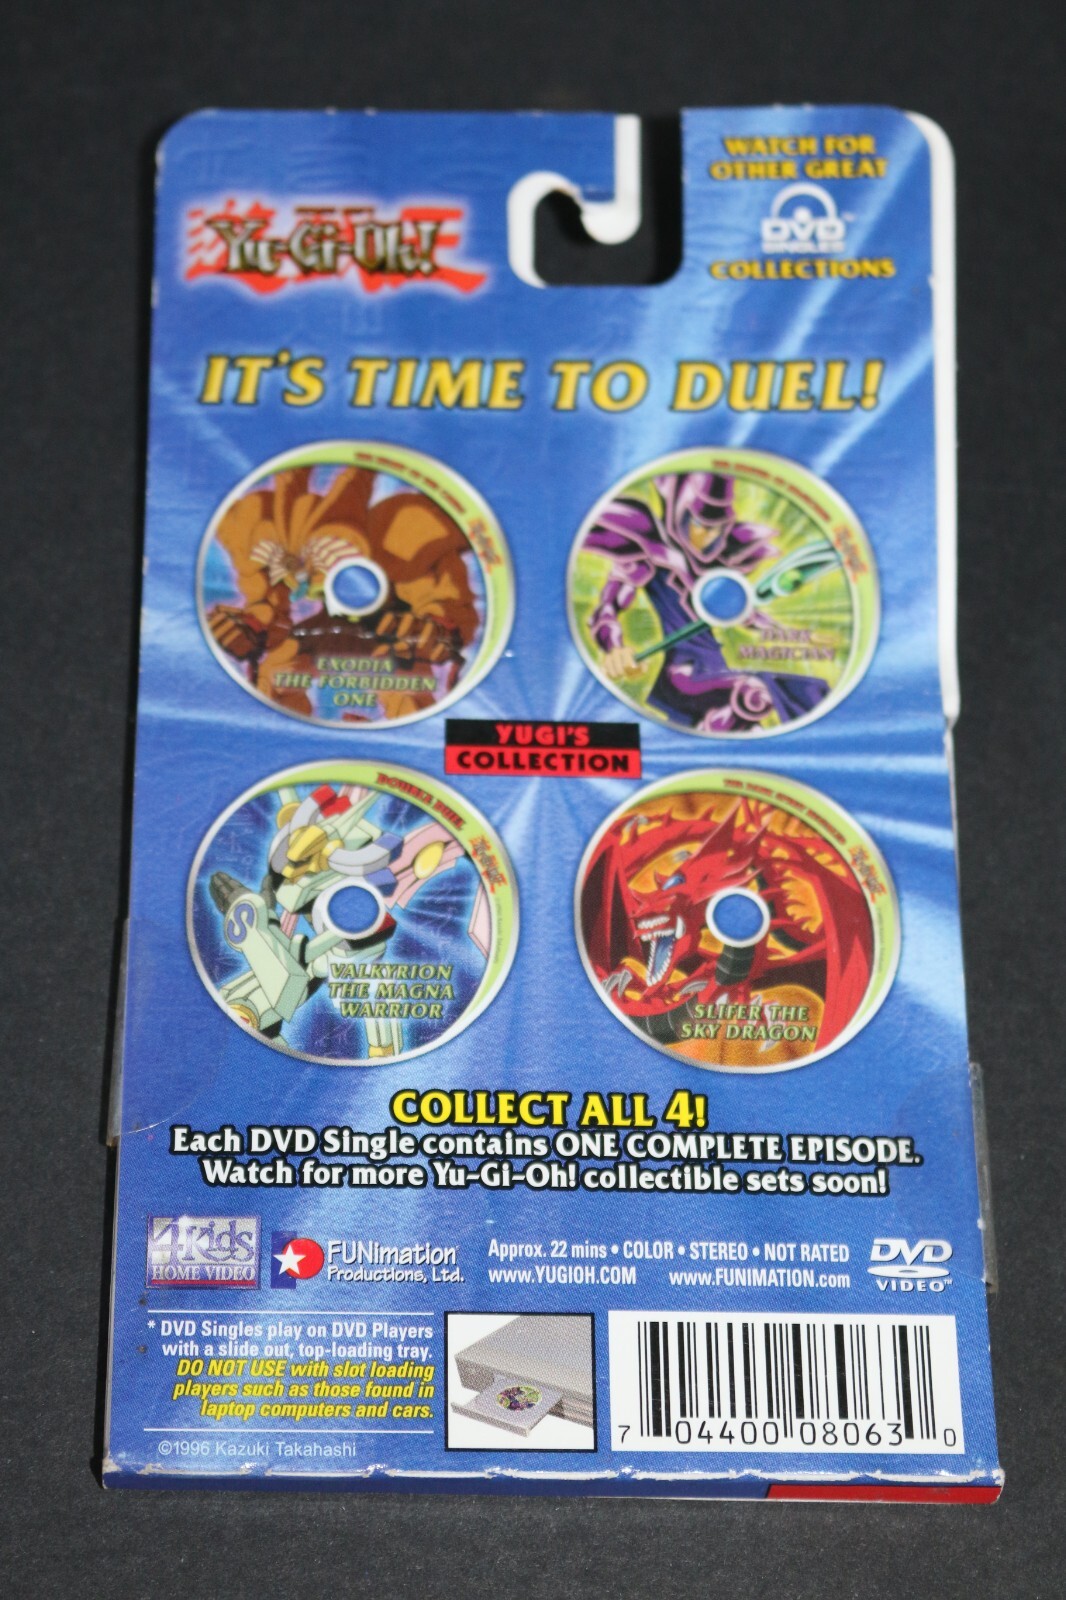 WATCH FOR
OTHER GREAT
DVD
SINGLES
COLLECTIONS
Yu-Gi-Oh!
IT'S TIME TO DUEL!
EXODIA
THE FORBIDDEN
ONE
DARK
MAGICIAN
YUGI'S
COLLECTION
DOUBLE DUEL
VALKYRION
THE MAGNA
WARRIOR
SLIFER THE
SKY DRAGON
COLLECT ALL 4!
Each DVD Single contains ONE COMPLETE EPISODE.
Watch for more Yu-Gi-Oh! collectible sets soon!
4Kids
HOME VIDEO
FUNimation
Productions, Ltd.
Approx. 22 mins • COLOR • STEREO • NOT RATED
www.YUGIOH.COM www.FUNIMATION.com
DVD
VIDEO™
* DVD Singles play on DVD Players
with a slide out, top-loading tray.
DO NOT USE with slot loading
players such as those found in
laptop computers and cars.
©1996 Kazuki Takahashi
7 04400 08063 0